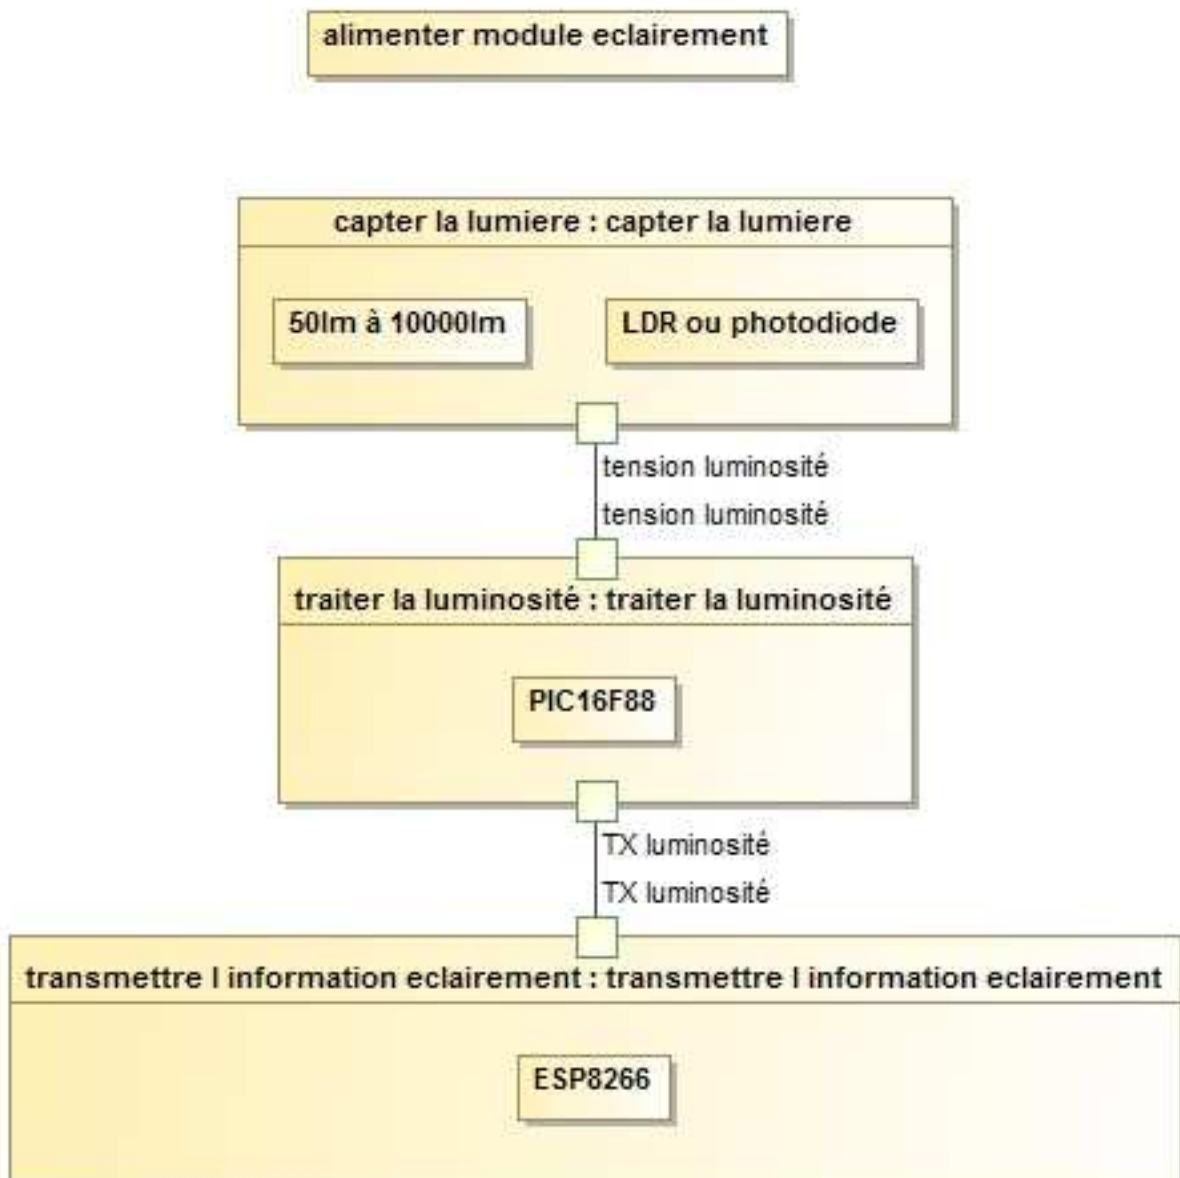 alimenter module eclairement
capter la lumiere : capter la lumiere
50lm à 10000lm
LDR ou photodiode
tension luminosité
tension luminosité
traiter la luminosité : traiter la luminosité
PIC16F88
TX luminosité
TX luminosité
transmettre l information eclairement : transmettre l information eclairement
ESP8266